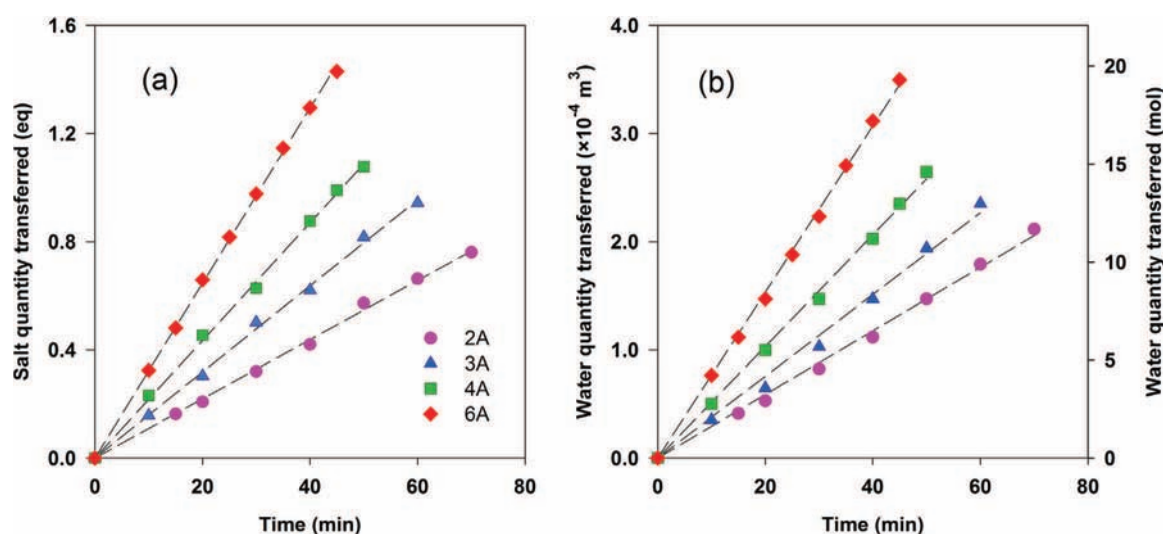 (a)
Salt quantity transferred (eq)
1.6
1.2
0.8
0.4
0.0
0
20
40
60
80
Time (min)
2A
3A
4A
6A
(b)
Water quantity transferred (×10⁻⁴ m³)
4.0
3.0
2.0
1.0
0.0
0
20
40
60
80
Time (min)
20
15
10
5
0
Water quantity transferred (mol)